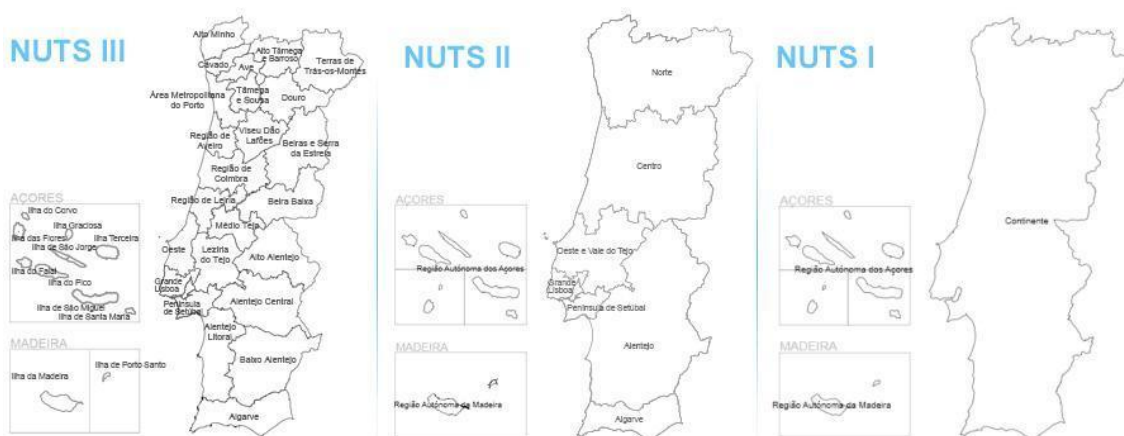 NUTS III
Alto Minho
Alto Tâmega
e Barroso
Terras de
Trás-os-Montes
Cávado
Ave
Área Metropolitana
do Porto
Tâmega
e Sousa
Douro
Região de
Aveiro
Viseu Dão
Lafões
Beiras e Serra
da Estrela
Região de
Coimbra
Região de Leiria
Beira Baixa
Médio Tejo
Oeste
Lezíria
do Tejo
Alto Alentejo
Grande
Lisboa
Península
de Setúbal
Alentejo Central
Alentejo
Litoral
Baixo Alentejo
Algarve
AÇORES
Ilha do Corvo
Ilha Graciosa
Ilha das Flores
Ilha Terceira
Ilha de São Jorge
Ilha do Faial
Ilha do Pico
Ilha de São Miguel
Ilha de Santa Maria
MADEIRA
Ilha de Porto Santo
Ilha da Madeira
NUTS II
Norte
Centro
Oeste e Vale do Tejo
Grande
Lisboa
Península de Setúbal
Alentejo
Algarve
AÇORES
Região Autónoma dos Açores
MADEIRA
Região Autónoma da Madeira
NUTS I
Continente
AÇORES
Região Autónoma dos Açores
MADEIRA
Região Autónoma da Madeira